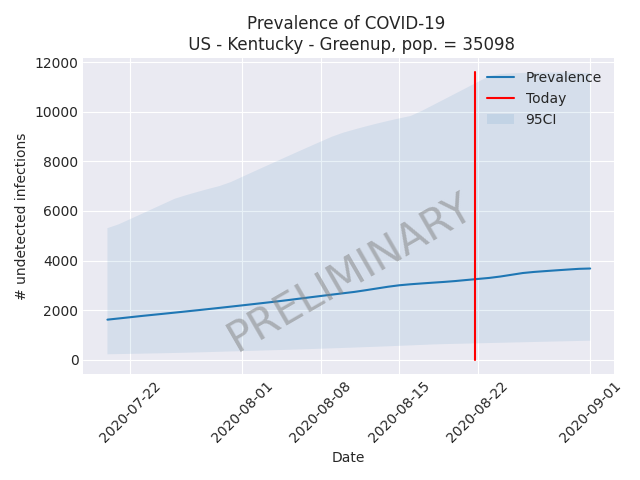 Prevalence of COVID-19
US - Kentucky - Greenup, pop. = 35098
12000
10000
8000
6000
4000
2000
0
# undetected infections
Prevalence
Today
95CI
PRELIMINARY
2020-07-22
2020-08-01
2020-08-08
2020-08-15
2020-08-22
2020-09-01
Date